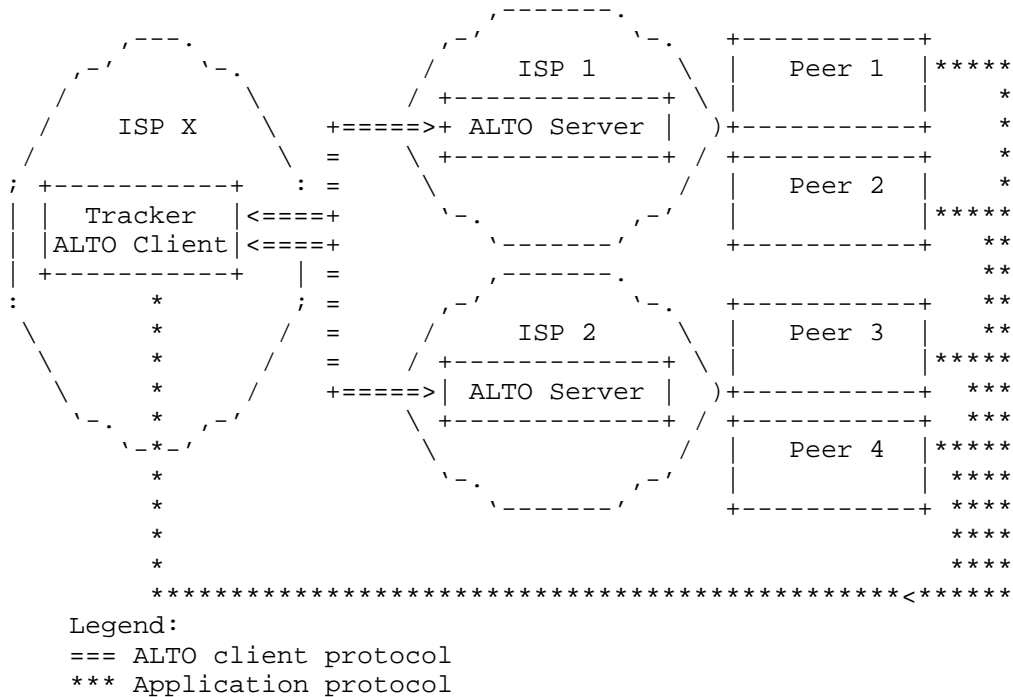 ISP 1
Peer 1
ISP X
ALTO Server
Peer 2
Tracker
ALTO Client
ISP 2
Peer 3
ALTO Server
Peer 4
Legend:
=== ALTO client protocol
*** Application protocol